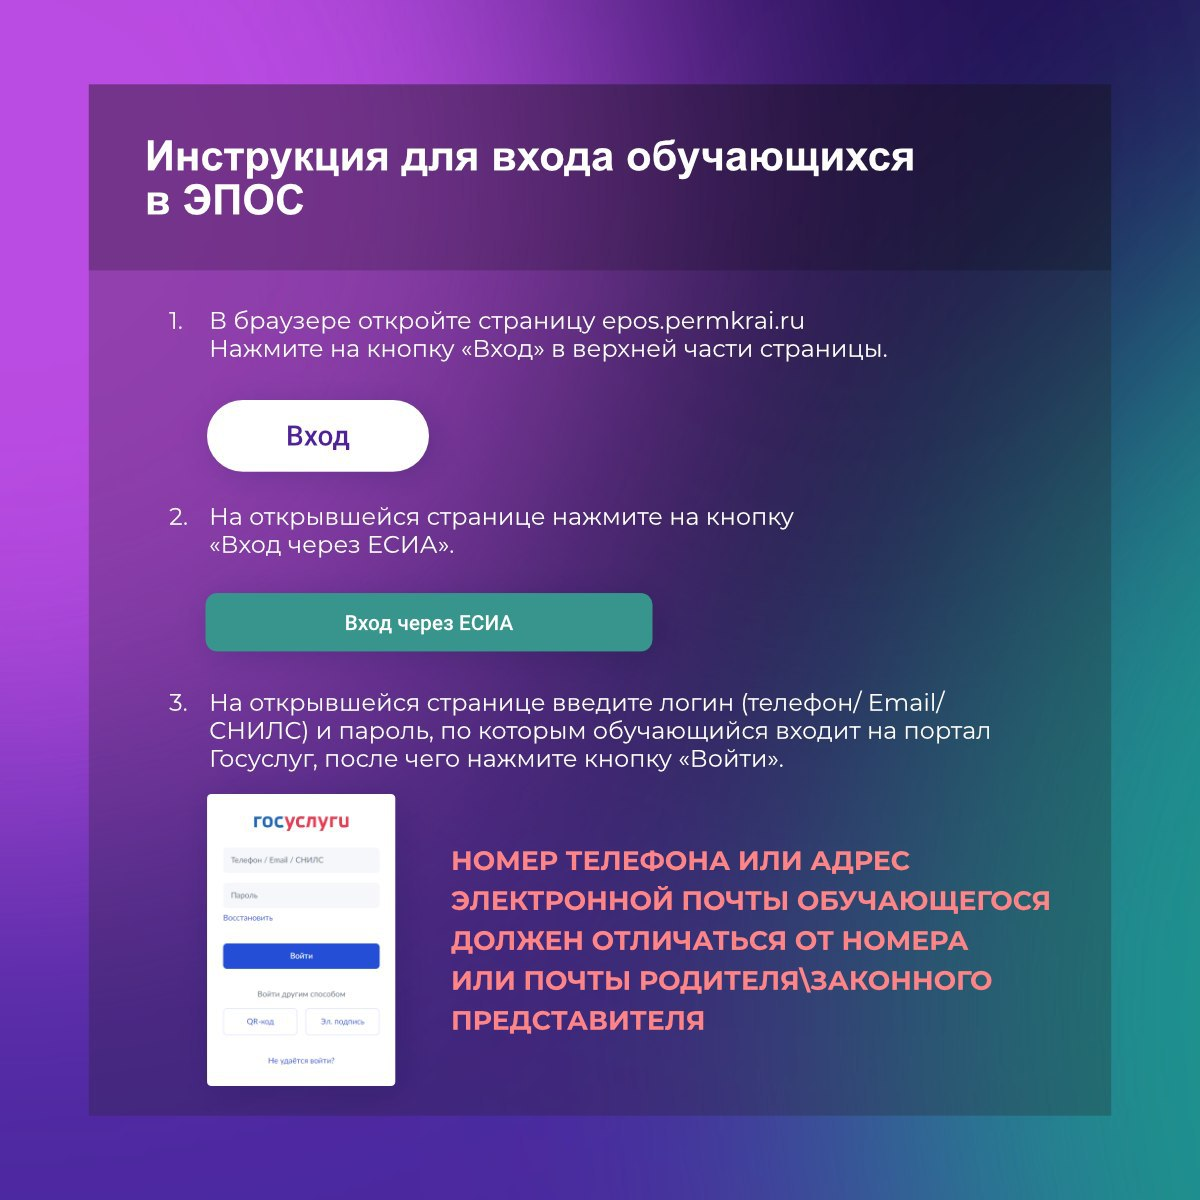 Инструкция для входа обучающихся
в ЭПОС
1. В браузере откройте страницу epos.permkrai.ru
Нажмите на кнопку «Вход» в верхней части страницы.
Вход
2. На открывшейся странице нажмите на кнопку
«Вход через ЕСИА».
Вход через ЕСИА
3. На открывшейся странице введите логин (телефон/ Email/
СНИЛС) и пароль, по которым обучающийся входит на портал
Госуслуг, после чего нажмите кнопку «Войти».
госуслуги
Телефон / Email / СНИЛС
Пароль
Восстановить
Войти
Войти другим способом
QR-код Эл. подпись
Не удаётся войти?
НОМЕР ТЕЛЕФОНА ИЛИ АДРЕС
ЭЛЕКТРОННОЙ ПОЧТЫ ОБУЧАЮЩЕГОСЯ
ДОЛЖЕН ОТЛИЧАТЬСЯ ОТ НОМЕРА
ИЛИ ПОЧТЫ РОДИТЕЛЯ\ЗАКОННОГО
ПРЕДСТАВИТЕЛЯ